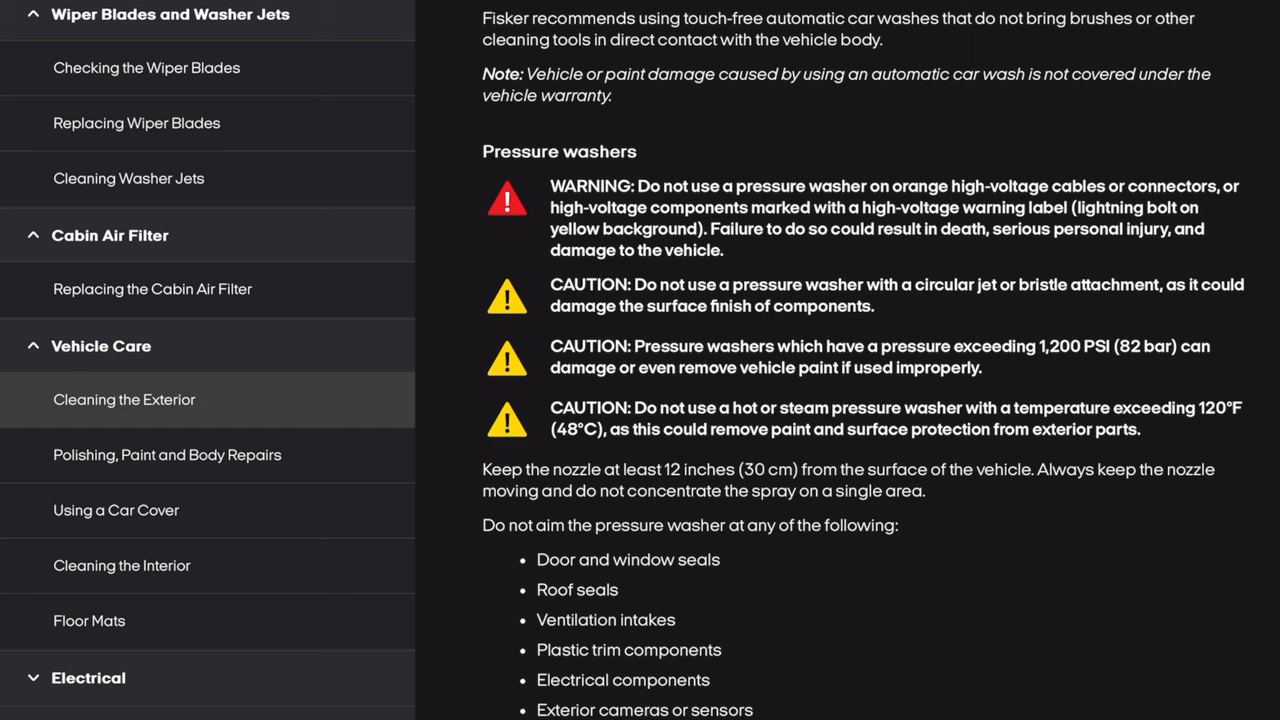 Wiper Blades and Washer Jets
Checking the Wiper Blades
Replacing Wiper Blades
Cleaning Washer Jets
Cabin Air Filter
Replacing the Cabin Air Filter
Vehicle Care
Cleaning the Exterior
Polishing, Paint and Body Repairs
Using a Car Cover
Cleaning the Interior
Floor Mats
Electrical
Fisker recommends using touch-free automatic car washes that do not bring brushes or other
cleaning tools in direct contact with the vehicle body.
Note: Vehicle or paint damage caused by using an automatic car wash is not covered under the
vehicle warranty.
Pressure washers
WARNING: Do not use a pressure washer on orange high-voltage cables or connectors, or
high-voltage components marked with a high-voltage warning label (lightning bolt on
yellow background). Failure to do so could result in death, serious personal injury, and
damage to the vehicle.
CAUTION: Do not use a pressure washer with a circular jet or bristle attachment, as it could
damage the surface finish of components.
CAUTION: Pressure washers which have a pressure exceeding 1,200 PSI (82 bar) can
damage or even remove vehicle paint if used improperly.
CAUTION: Do not use a hot or steam pressure washer with a temperature exceeding 120°F
(48°C), as this could remove paint and surface protection from exterior parts.
Keep the nozzle at least 12 inches (30 cm) from the surface of the vehicle. Always keep the nozzle
moving and do not concentrate the spray on a single area.
Do not aim the pressure washer at any of the following:
• Door and window seals
• Roof seals
• Ventilation intakes
• Plastic trim components
• Electrical components
• Exterior cameras or sensors